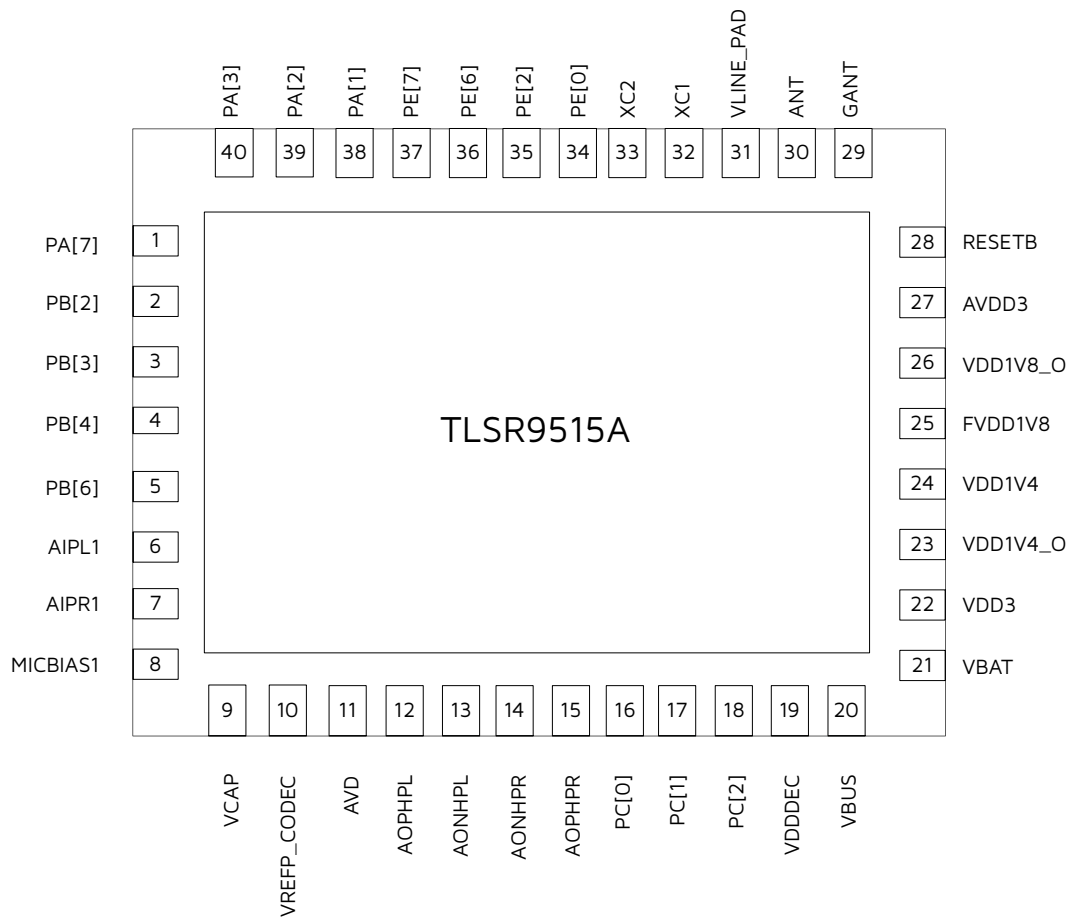 PA[3]
PA[2]
PA[1]
PE[7]
PE[6]
PE[2]
PE[0]
XC2
XC1
VLINE_PAD
ANT
GANT
40
39
38
37
36
35
34
33
32
31
30
29
PA[7]
1
PB[2]
2
PB[3]
3
PB[4]
4
PB[6]
5
AIPL1
6
AIPR1
7
MICBIAS1
8
TLSR9515A
28
RESETB
27
AVDD3
26
VDD1V8_O
25
FVDD1V8
24
VDD1V4
23
VDD1V4_O
22
VDD3
21
VBAT
9
10
11
12
13
14
15
16
17
18
19
20
VCAP
VREFP_CODEC
AVD
AOPHPL
AONHPL
AONHPR
AOPHPR
PC[0]
PC[1]
PC[2]
VDDDEC
VBUS